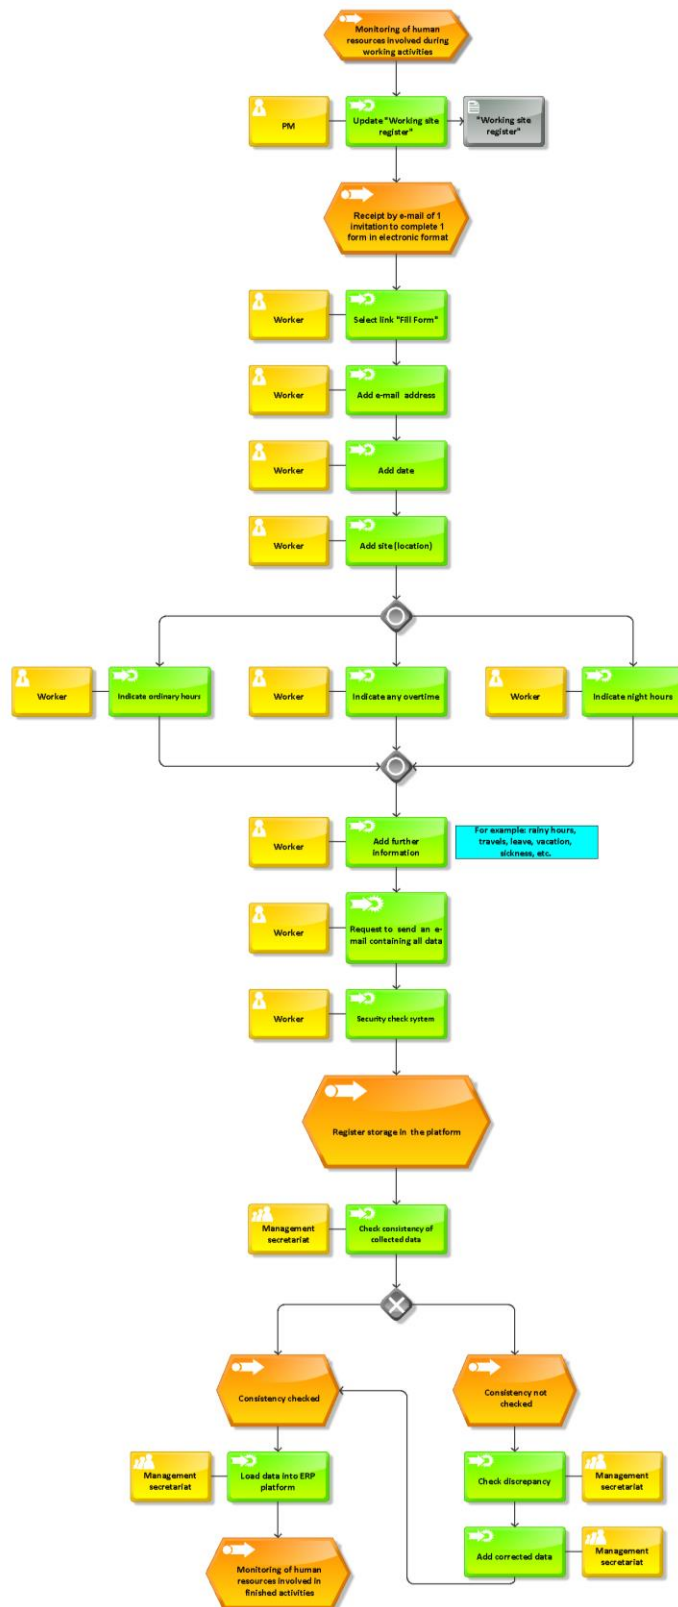 Monitoring of human
resources involved during
working activities
PM
Update "Working site
register"
"Working site
register"
Receipt by e-mail of 1
invitation to complete 1
form in electronic format
Worker
Select link "Fill Form"
Worker
Add e-mail address
Worker
Add date
Worker
Add site (location)
Worker
Indicate ordinary hours
Worker
Indicate any overtime
Worker
Indicate night hours
Worker
Add further
information
For example: rainy hours,
travels, leave, vacation,
sickness, etc.
Worker
Request to send an e-
mail containing all data
Worker
Security check system
Register storage in the platform
Management
secretariat
Check consistency of
collected data
Consistency checked
Consistency not
checked
Management
secretariat
Load data into ERP
platform
Check discrepancy
Management
secretariat
Monitoring of human
resources involved in
finished activities
Add corrected data
Management
secretariat